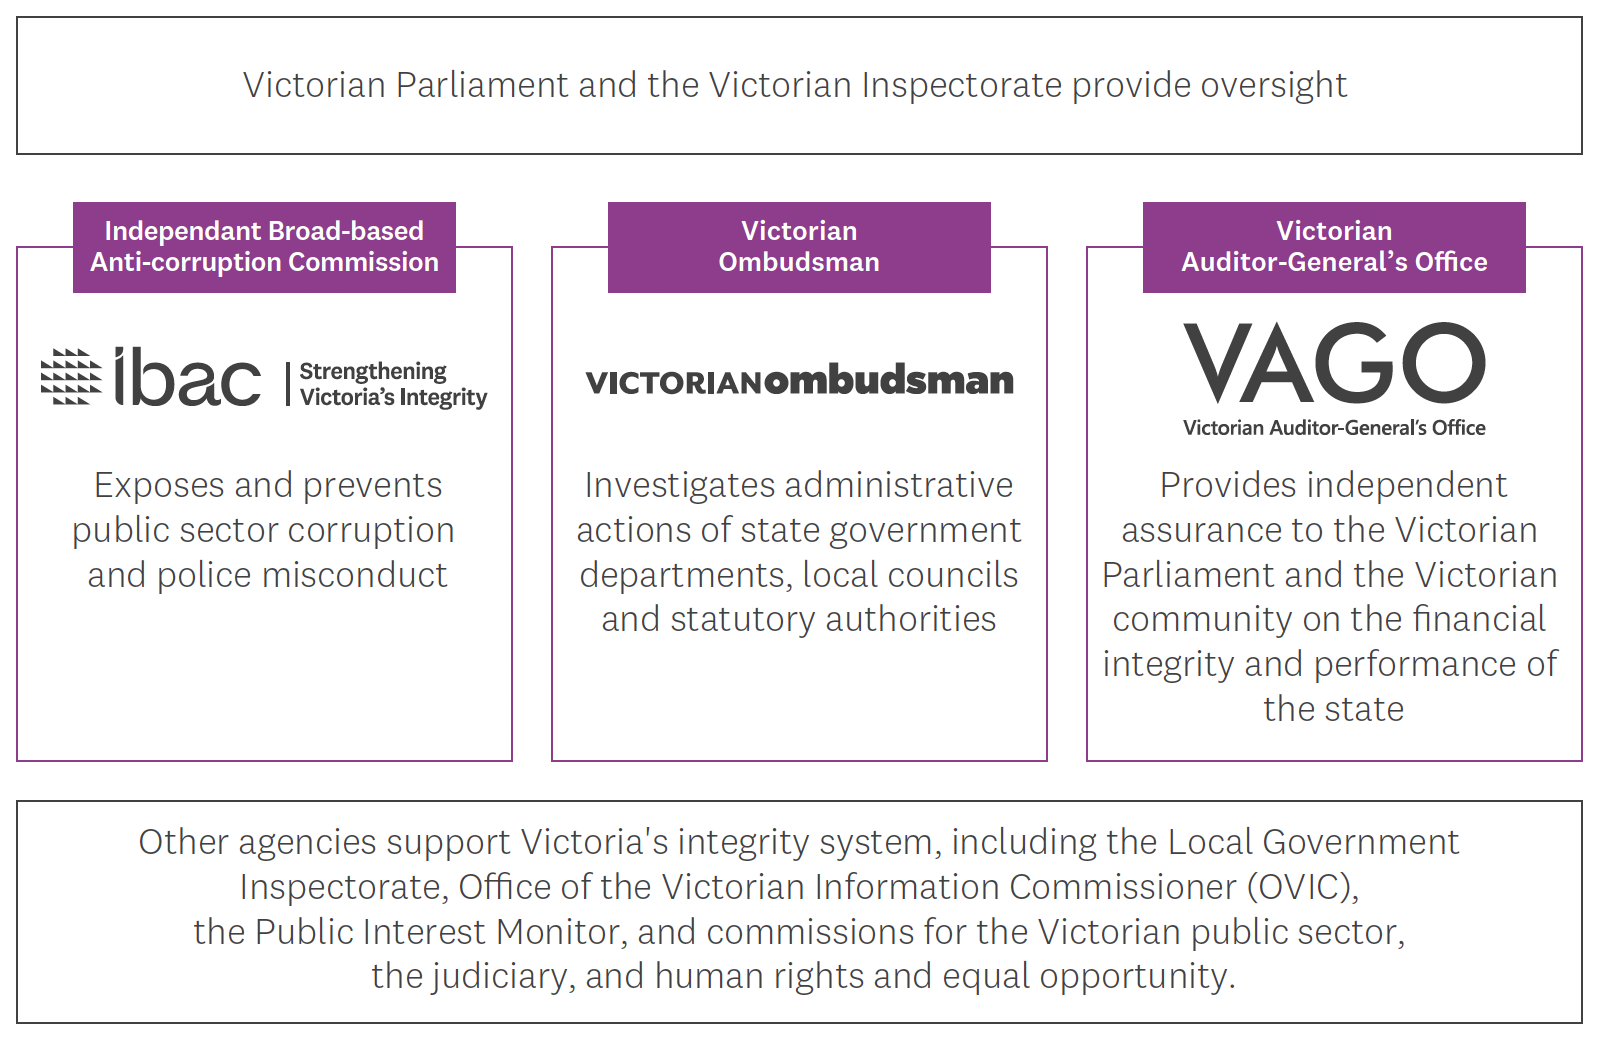 Victorian Parliament and the Victorian Inspectorate provide oversight
Independant Broad-based
Anti-corruption Commission
ibac
Strengthening
Victoria's Integrity
Exposes and prevents
public sector corruption
and police misconduct
Victorian
Ombudsman
VICTORIANombudsman
Investigates administrative
actions of state government
departments, local councils
and statutory authorities
Victorian
Auditor-General’s Office
VAGO
Victorian Auditor-General's Office
Provides independent
assurance to the Victorian
Parliament and the Victorian
community on the financial
integrity and performance of
the state
Other agencies support Victoria's integrity system, including the Local Government
Inspectorate, Office of the Victorian Information Commissioner (OVIC),
the Public Interest Monitor, and commissions for the Victorian public sector,
the judiciary, and human rights and equal opportunity.